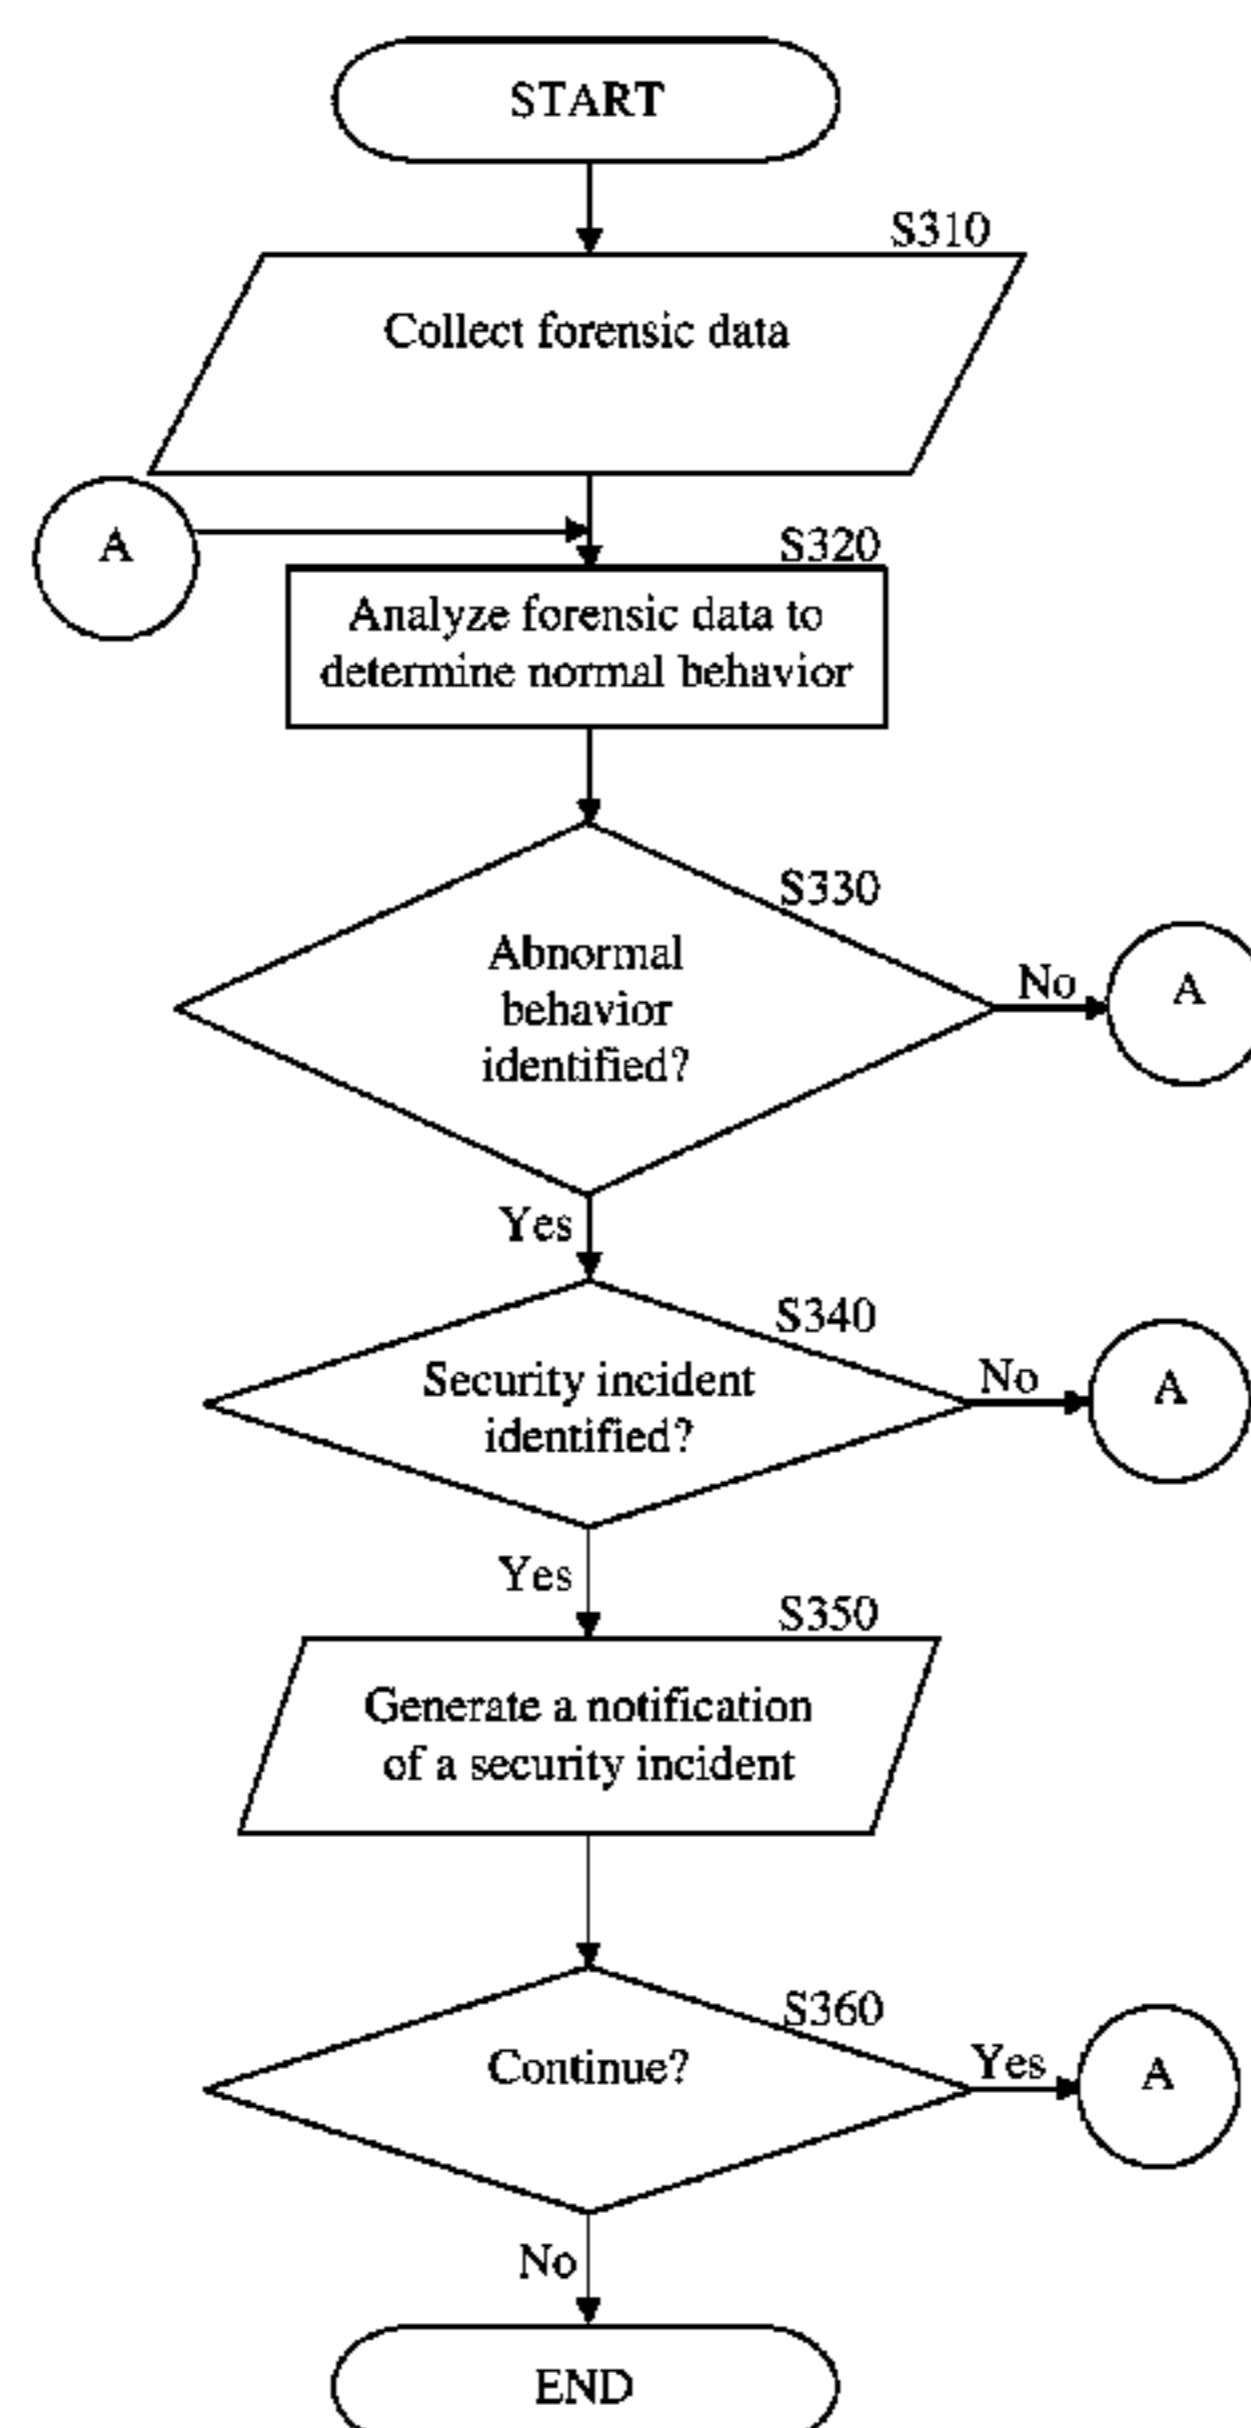 START
S310
Collect forensic data
A
S320
Analyze forensic data to
determine normal behavior
S330
Abnormal
behavior
identified?
No
A
Yes
S340
Security incident
identified?
No
A
Yes
S350
Generate a notification
of a security incident
S360
Continue?
Yes
A
No
END